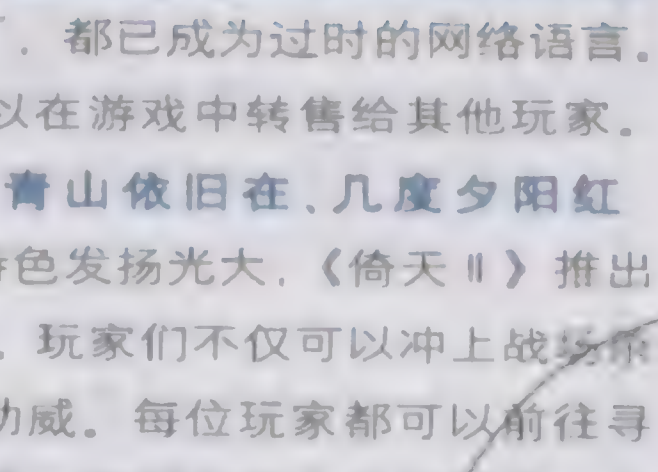 ，都已成为过时的网络语言。
以在游戏中转售给其他玩家。
青山依旧在、几度夕阳红
色发扬光大，《倚天Ⅱ》推出
，玩家们不仅可以冲上战
功威。每位玩家都可以前往寻